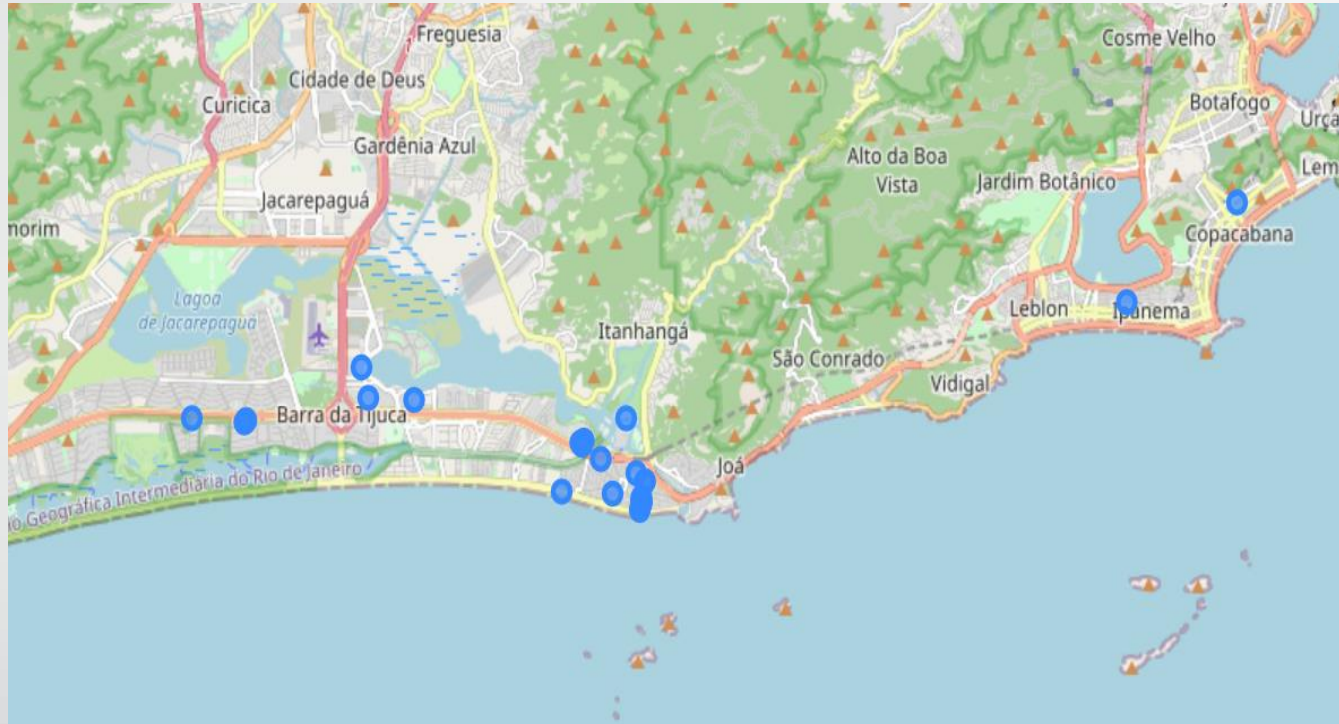 Freguesia
Cosme Velho
Cidade de Deus
Curicica
Botafogo
Urça
Gardênia Azul
Alto da Boa
Vista
Lem
Jardim Botânico
Jacarepaguá
morim
Copacabana
Lagoa
de Jacarepaguá
Leblon
Ipanema
Itanhangá
São Conrado
Vidigal
Barra da Tijuca
Joá
io Geográfica Intermediária do Rio de Janeiro